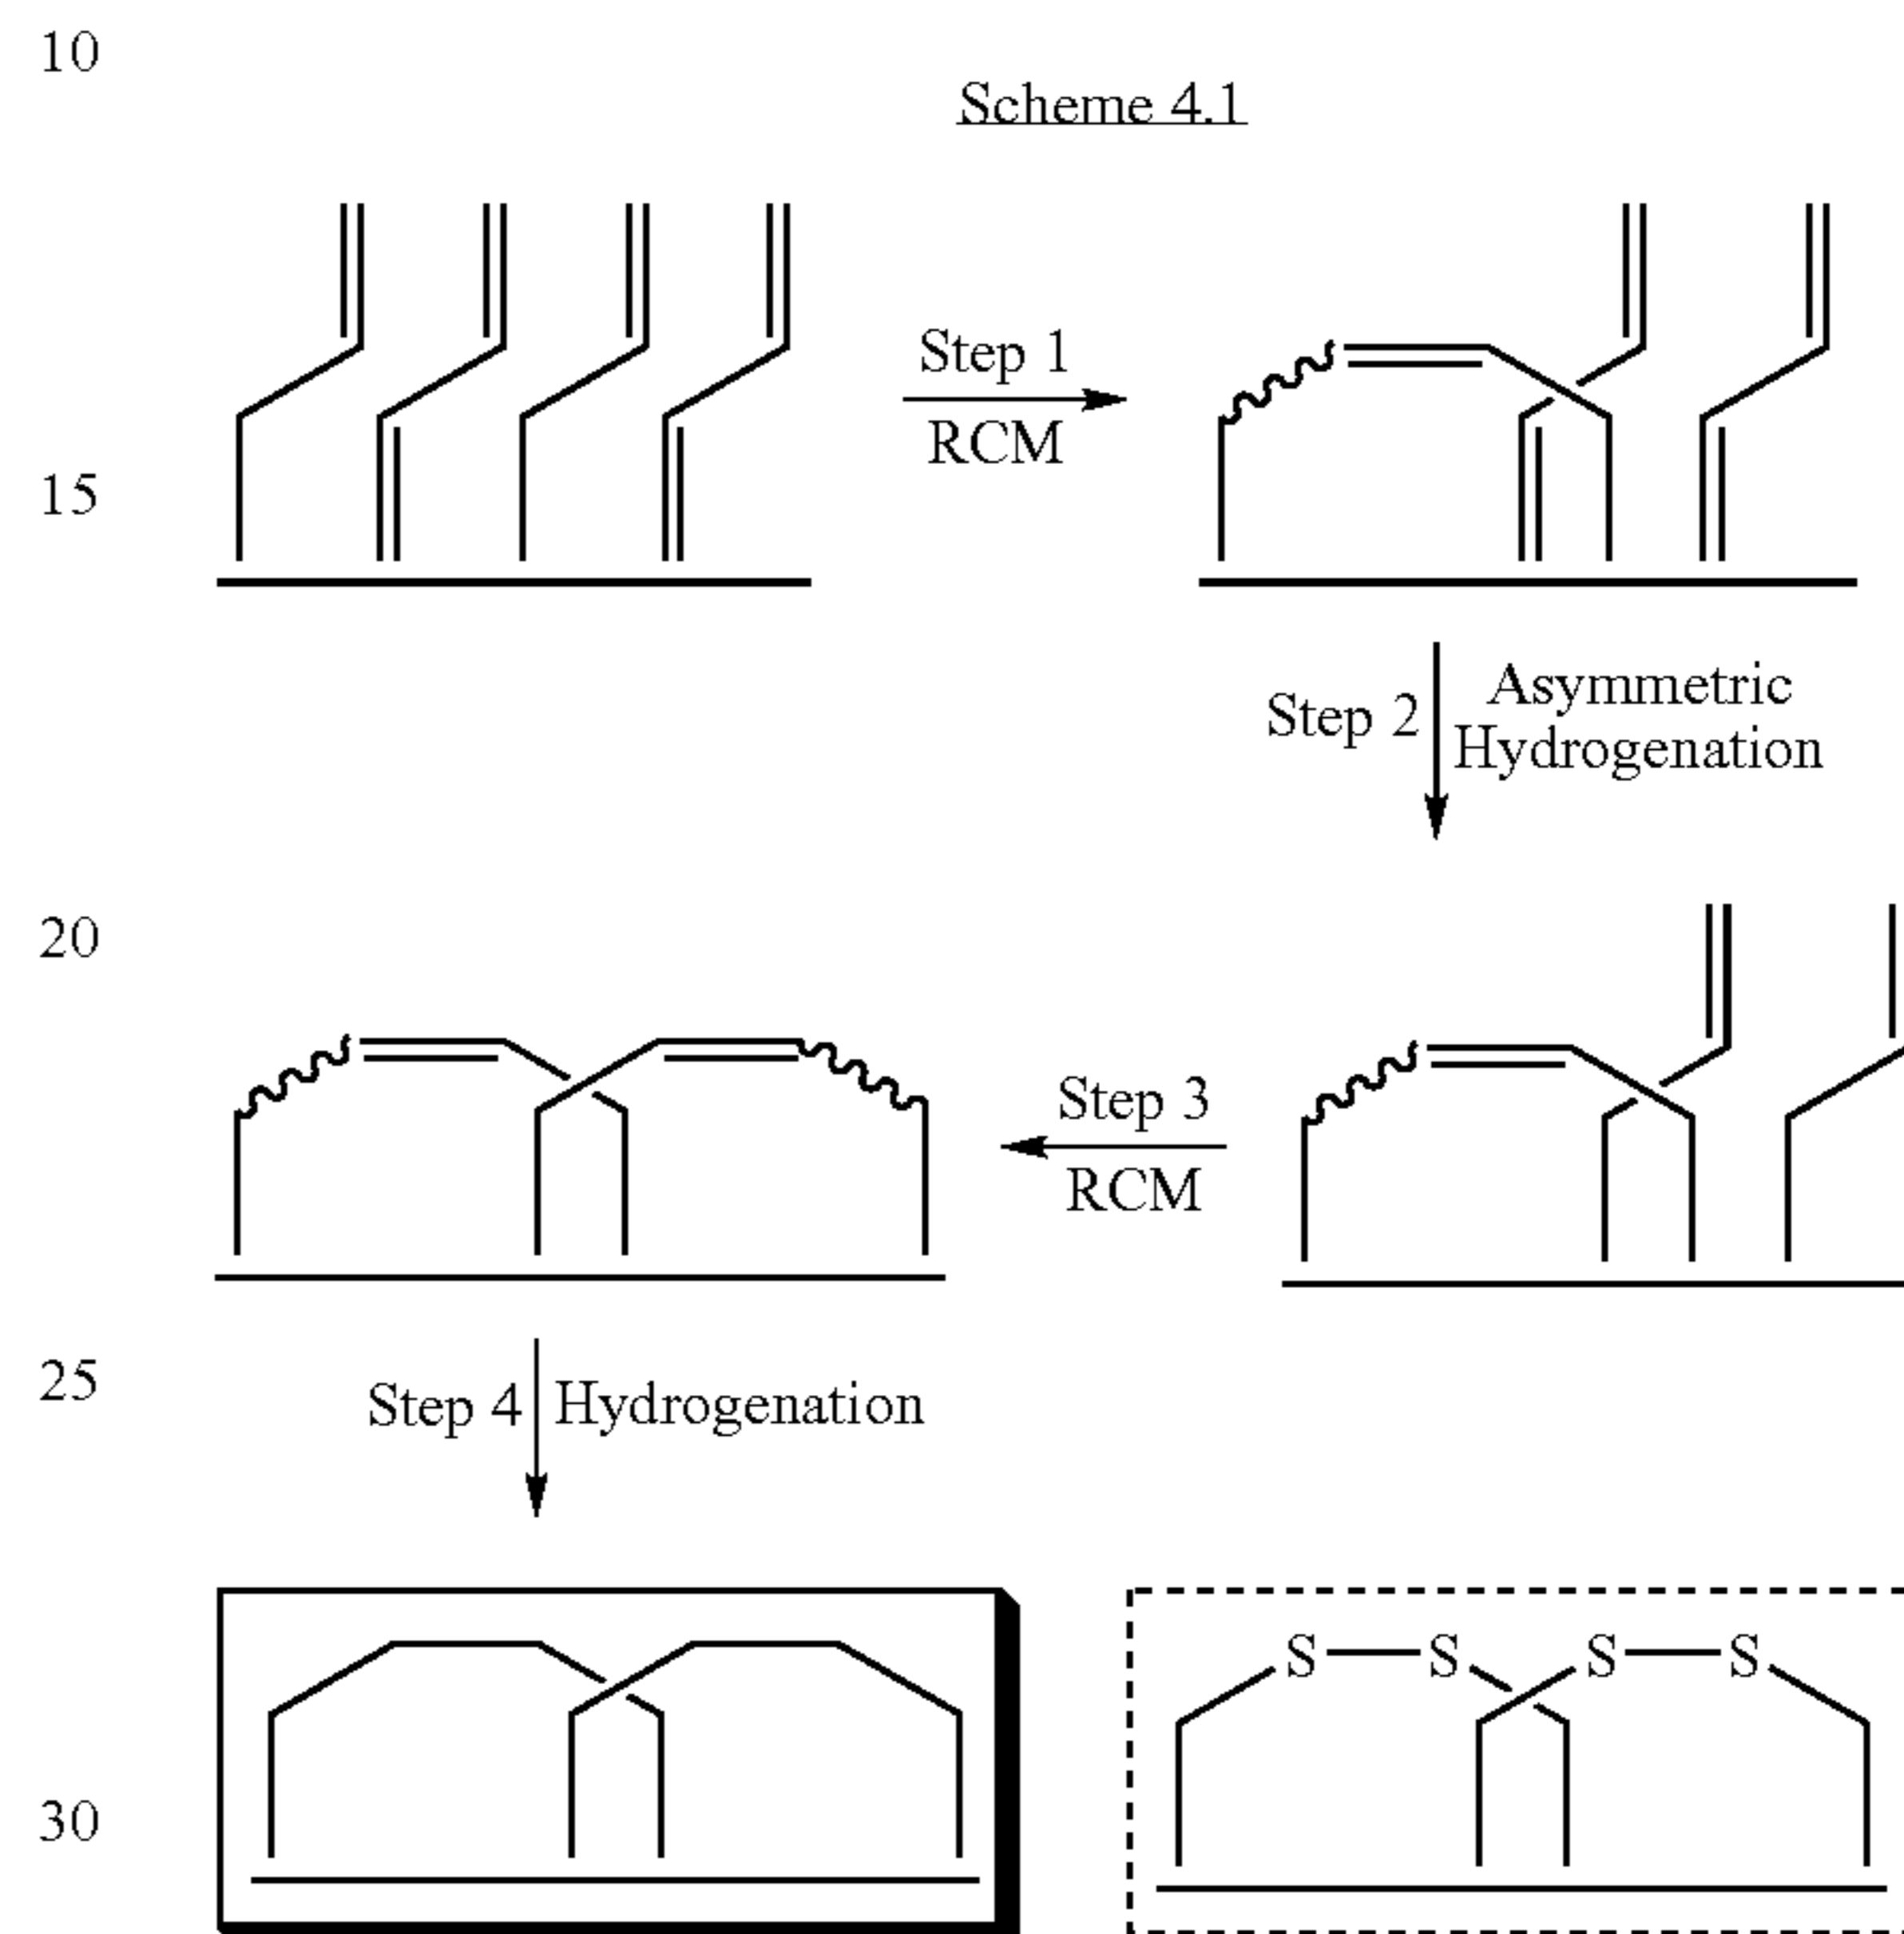 10
Scheme 4.1
Step 1
RCM
15
Step 2
Asymmetric
Hydrogenation
20
Step 3
RCM
25
Step 4
Hydrogenation
S S S S
30